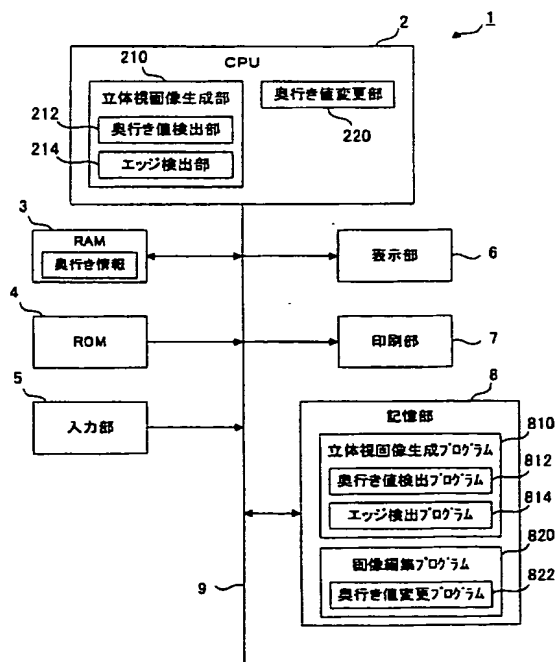 1
2
CPU
210
立体視画像生成部
212
奥行き値検出部
214
エッジ検出部
奥行き値変更部
220
3
RAM
奥行き情報
表示部
6
4
ROM
印刷部
7
5
入力部
8
記憶部
810
立体視画像生成プログラム
812
奥行き値検出プログラム
814
エッジ検出プログラム
820
画像編集プログラム
822
奥行き値変更プログラム
9